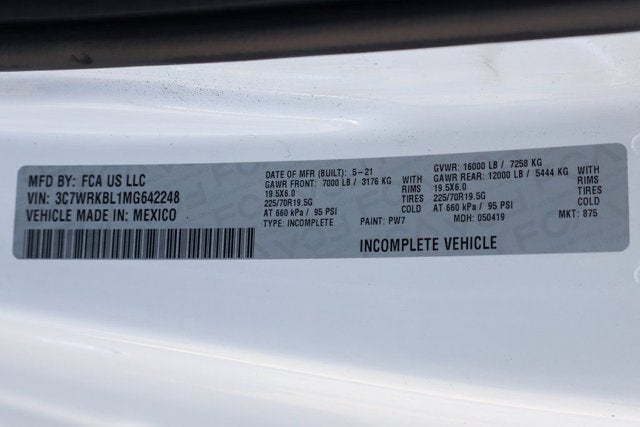 MFD BY: FCA US LLC
VIN: 3C7WRKBL1MG642248
VEHICLE MADE IN: MEXICO
DATE OF MFR (BUILT): 5-21
GAWR FRONT: 7000 LB / 3176 KG
WITH
19.5X6.0
RIMS
225/70R19.5G
TIRES
AT 660 kPa / 95 PSI
COLD
TYPE: INCOMPLETE
PAINT: PW7
GVWR: 16000 LB / 7258 KG
GAWR REAR: 12000 LB / 5444 KG
WITH
19.5X6.0
RIMS
225/70R19.5G
TIRES
AT 660 kPa / 95 PSI
COLD
MDH: 050419
MKT: 875
INCOMPLETE VEHICLE